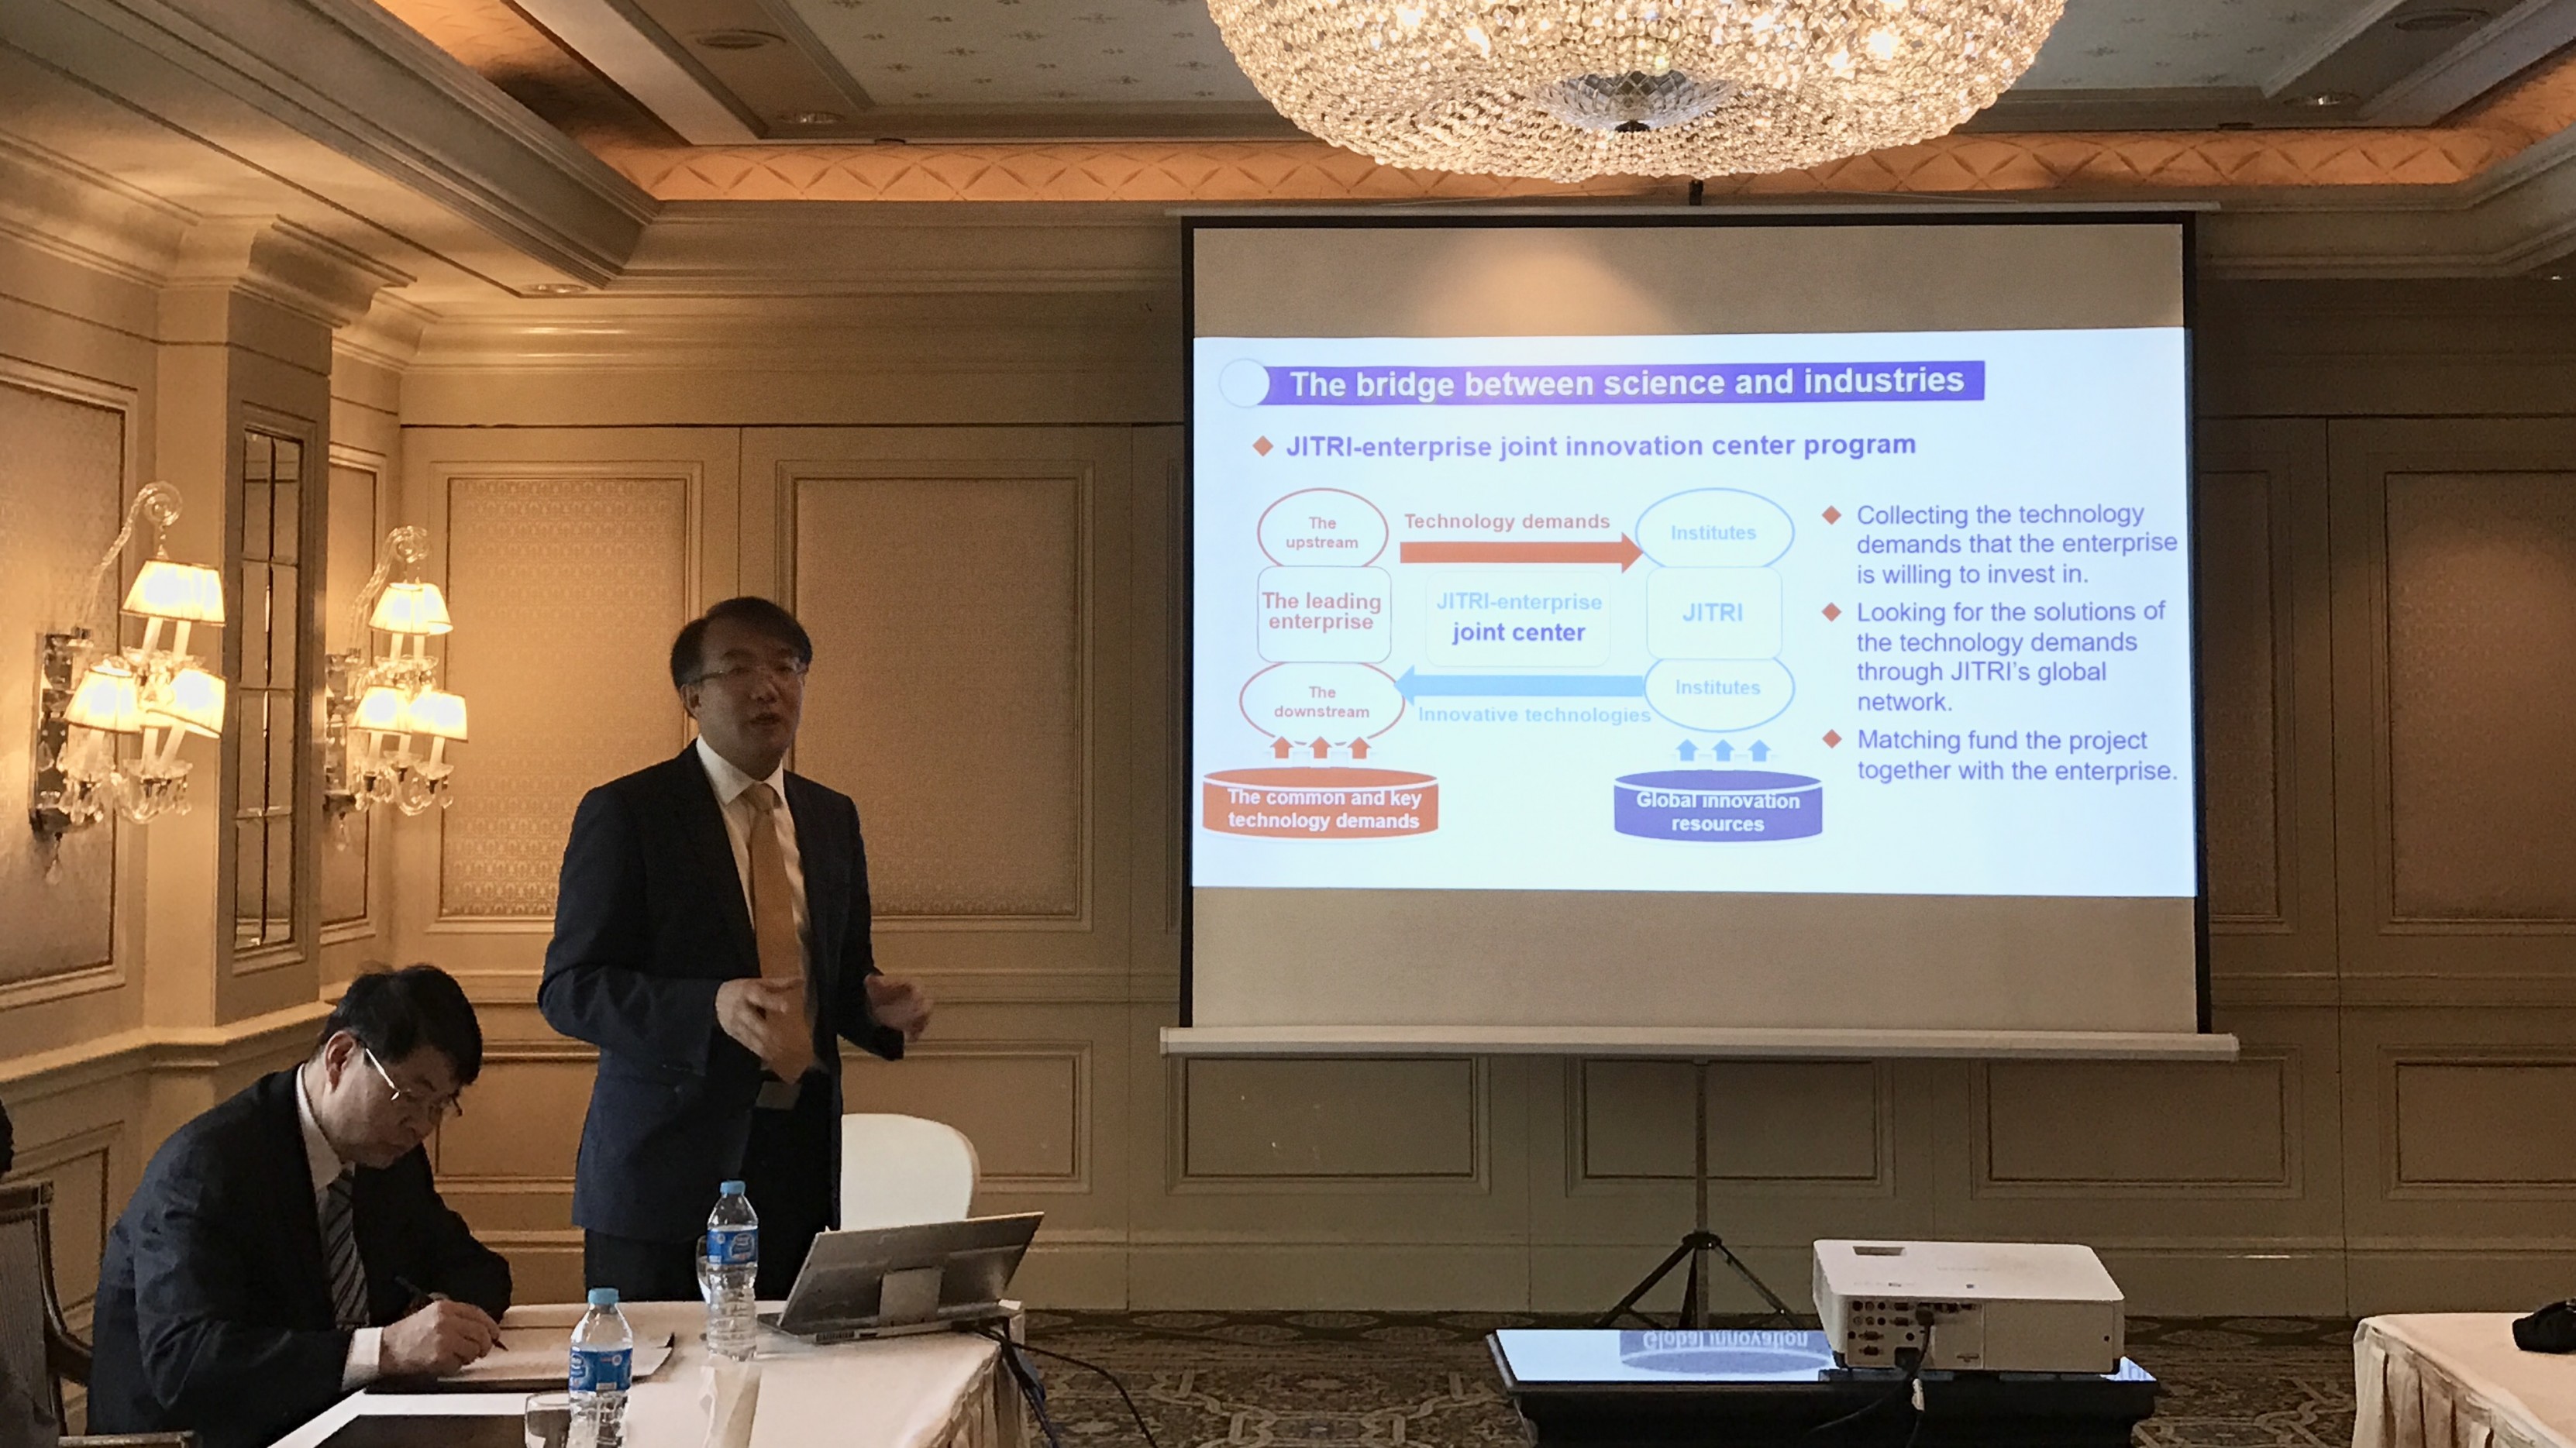 The bridge between science and industries
JITRI-enterprise joint innovation center program
The
upstream
Technology demands
Institutes
The leading
enterprise
JITRI-enterprise
joint center
JITRI
The
downstream
Innovative technologies
Institutes
The common and key
technology demands
Global innovation
resources
Collecting the technology
demands that the enterprise
is willing to invest in.
Looking for the solutions of
the technology demands
through JITRI's global
network.
Matching fund the project
together with the enterprise.
Global innovation